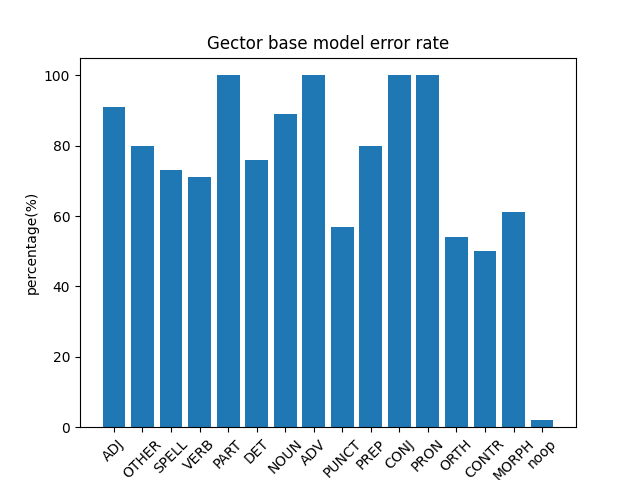 Gector base model error rate
100
80
60
40
20
0
percentage(%)
ADJ
OTHER
SPELL
VERB
PART
DET
NOUN
ADV
PUNCT
PREP
CONJ
PRON
ORTH
CONTR
MORPH
noop